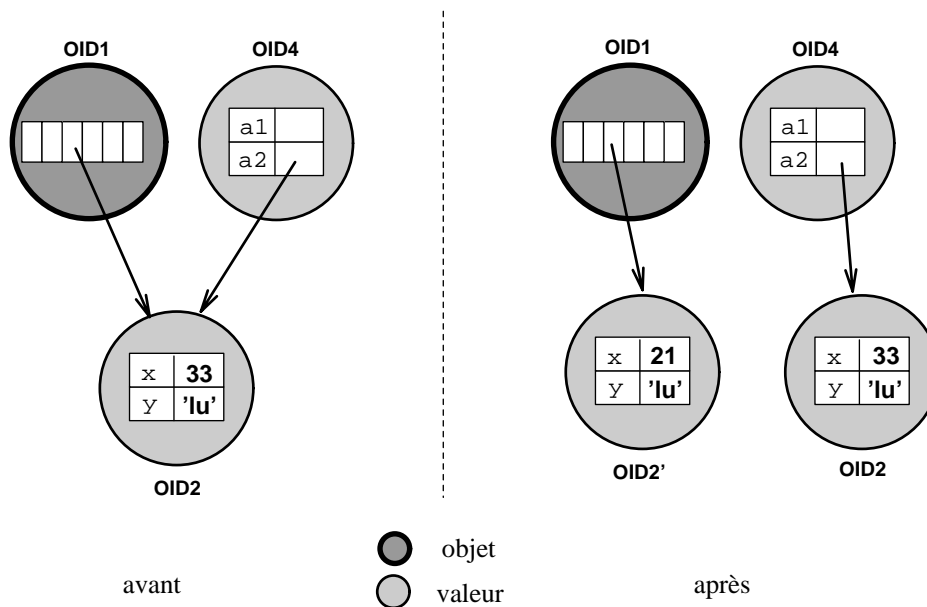 OID1 OID4
a1
a2
x 33
y ’lu’
OID2
avant
OID1 OID4
a1
a2
x 21
y ’lu’
OID2’
x 33
y ’lu’
OID2
après
objet
valeur